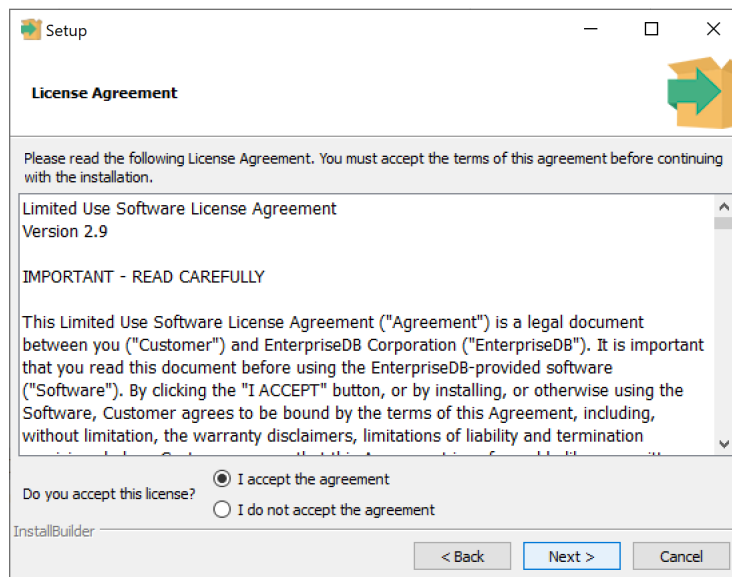 Setup
License Agreement
Please read the following License Agreement. You must accept the terms of this agreement before continuing
with the installation.
Limited Use Software License Agreement
Version 2.9
IMPORTANT - READ CAREFULLY
This Limited Use Software License Agreement ("Agreement") is a legal document
between you ("Customer") and EnterpriseDB Corporation ("EnterpriseDB"). It is important
that you read this document before using the EnterpriseDB-provided software
("Software"). By clicking the "I ACCEPT" button, or by installing, or otherwise using the
Software, Customer agrees to be bound by the terms of this Agreement, including,
without limitation, the warranty disclaimers, limitations of liability and termination
Do you accept this license?
I accept the agreement
I do not accept the agreement
InstallBuilder
< Back
Next >
Cancel